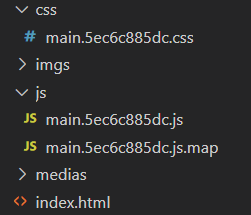 css
# main.5ec6c885dc.css
imgs
js
JS main.5ec6c885dc.js
JS main.5ec6c885dc.js.map
medias
<> index.html